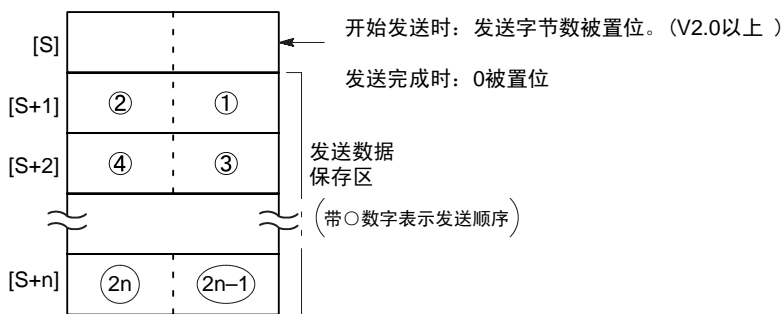 [S]
开始发送时：发送字节数被置位。（V2.0以上 ）
发送完成时：0被置位
[S+1] ② ①
[S+2] ④ ③
发送数据
保存区
（带○数字表示发送顺序）
[S+n] 2n 2n–1